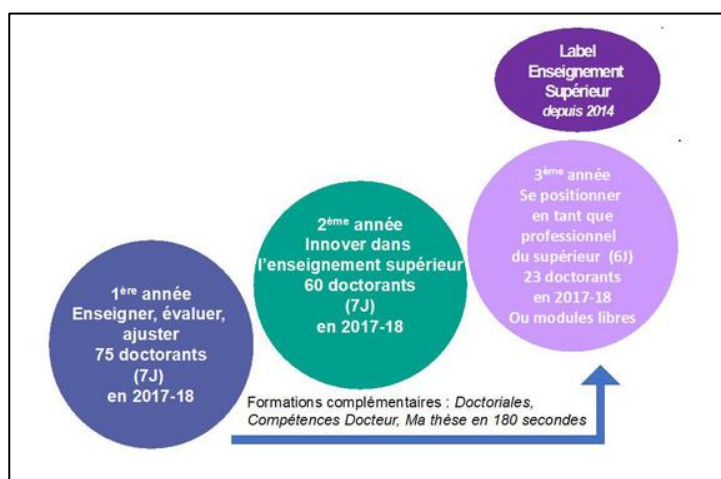 Label
Enseignement
Supérieur
depuis 2014
3ème année
Se positionner
en tant que
professionnel
du supérieur (6J)
23 doctorants
en 2017-18
Ou modules libres
2ème année
Innover dans
l'enseignement supérieur
60 doctorants
(7J)
en 2017-18
1ère année
Enseigner, évaluer,
ajuster
75 doctorants
(7J)
en 2017-18
Formations complémentaires : Doctoriales,
Compétences Docteur, Ma thèse en 180 secondes